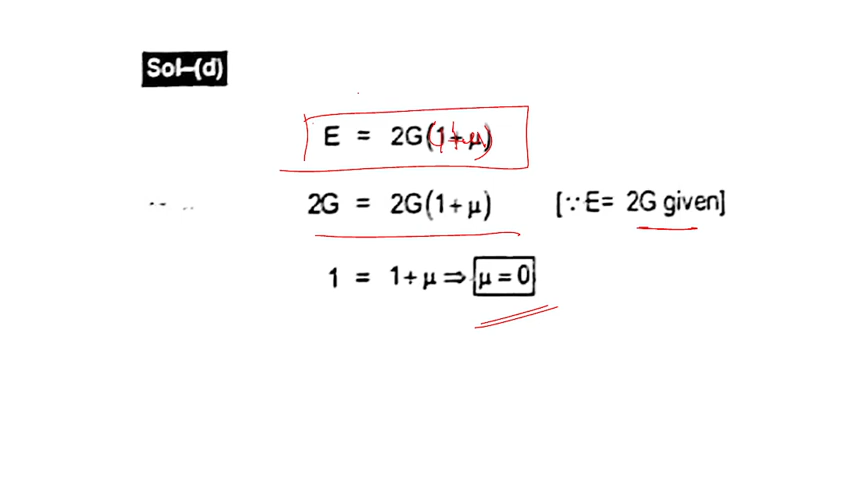 Sol–(d)
E = 2G(1+μ)
2G = 2G(1+μ) [∵E= 2G given]
1 = 1+ μ ⇒ μ = 0